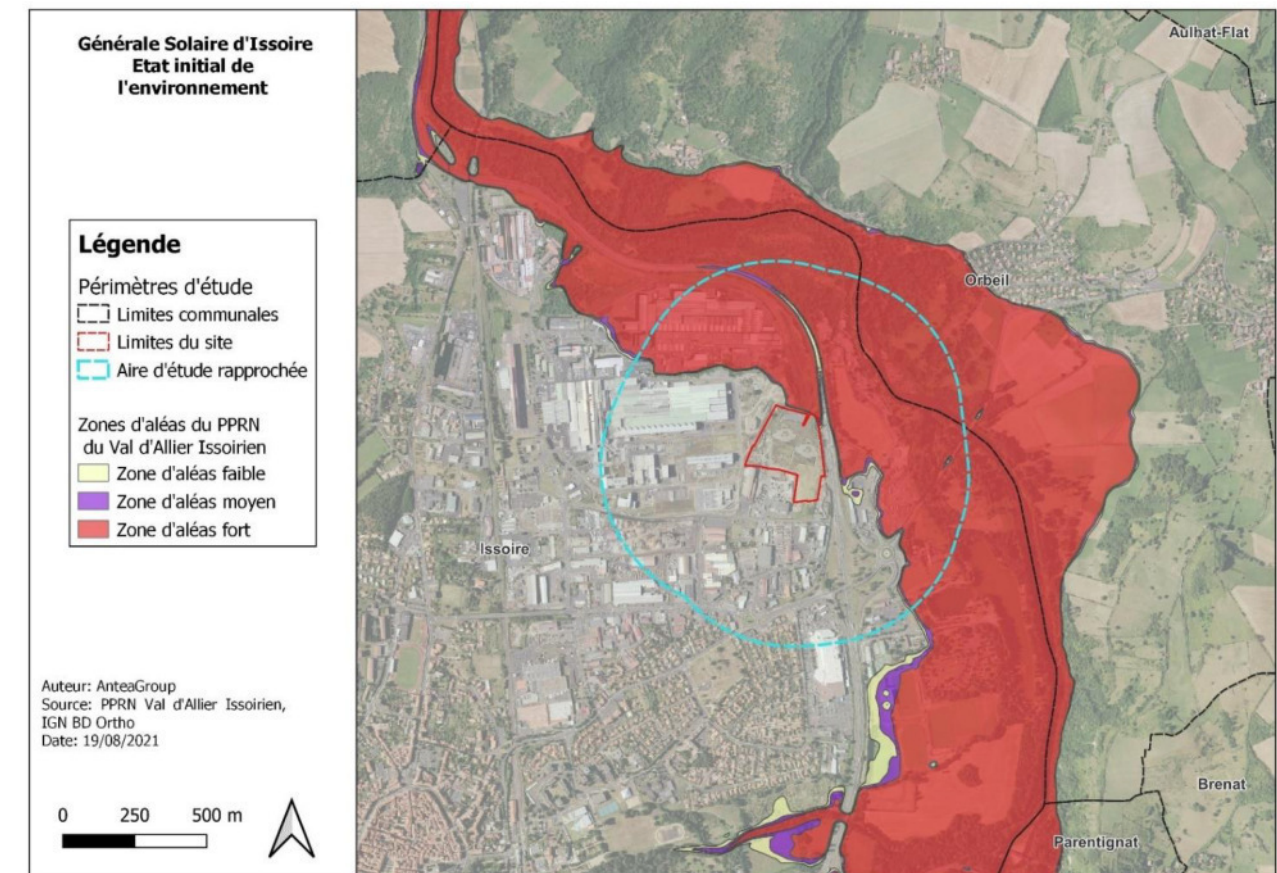 Générale Solaire d'Issoire
Etat initial de
l'environnement
Légende
Périmètres d'étude
Limites communales
Limites du site
Aire d'étude rapprochée
Zones d'aléas du PPRN
du Val d'Allier Issoirien
Zone d'aléas faible
Zone d'aléas moyen
Zone d'aléas fort
Auteur: AnteaGroup
Source: PPRN Val d'Allier Issoirien,
IGN BD Ortho
Date: 19/08/2021
0 250 500 m
Aulhat-Flat
Orbeil
Issoire
Brenat
Parentignat